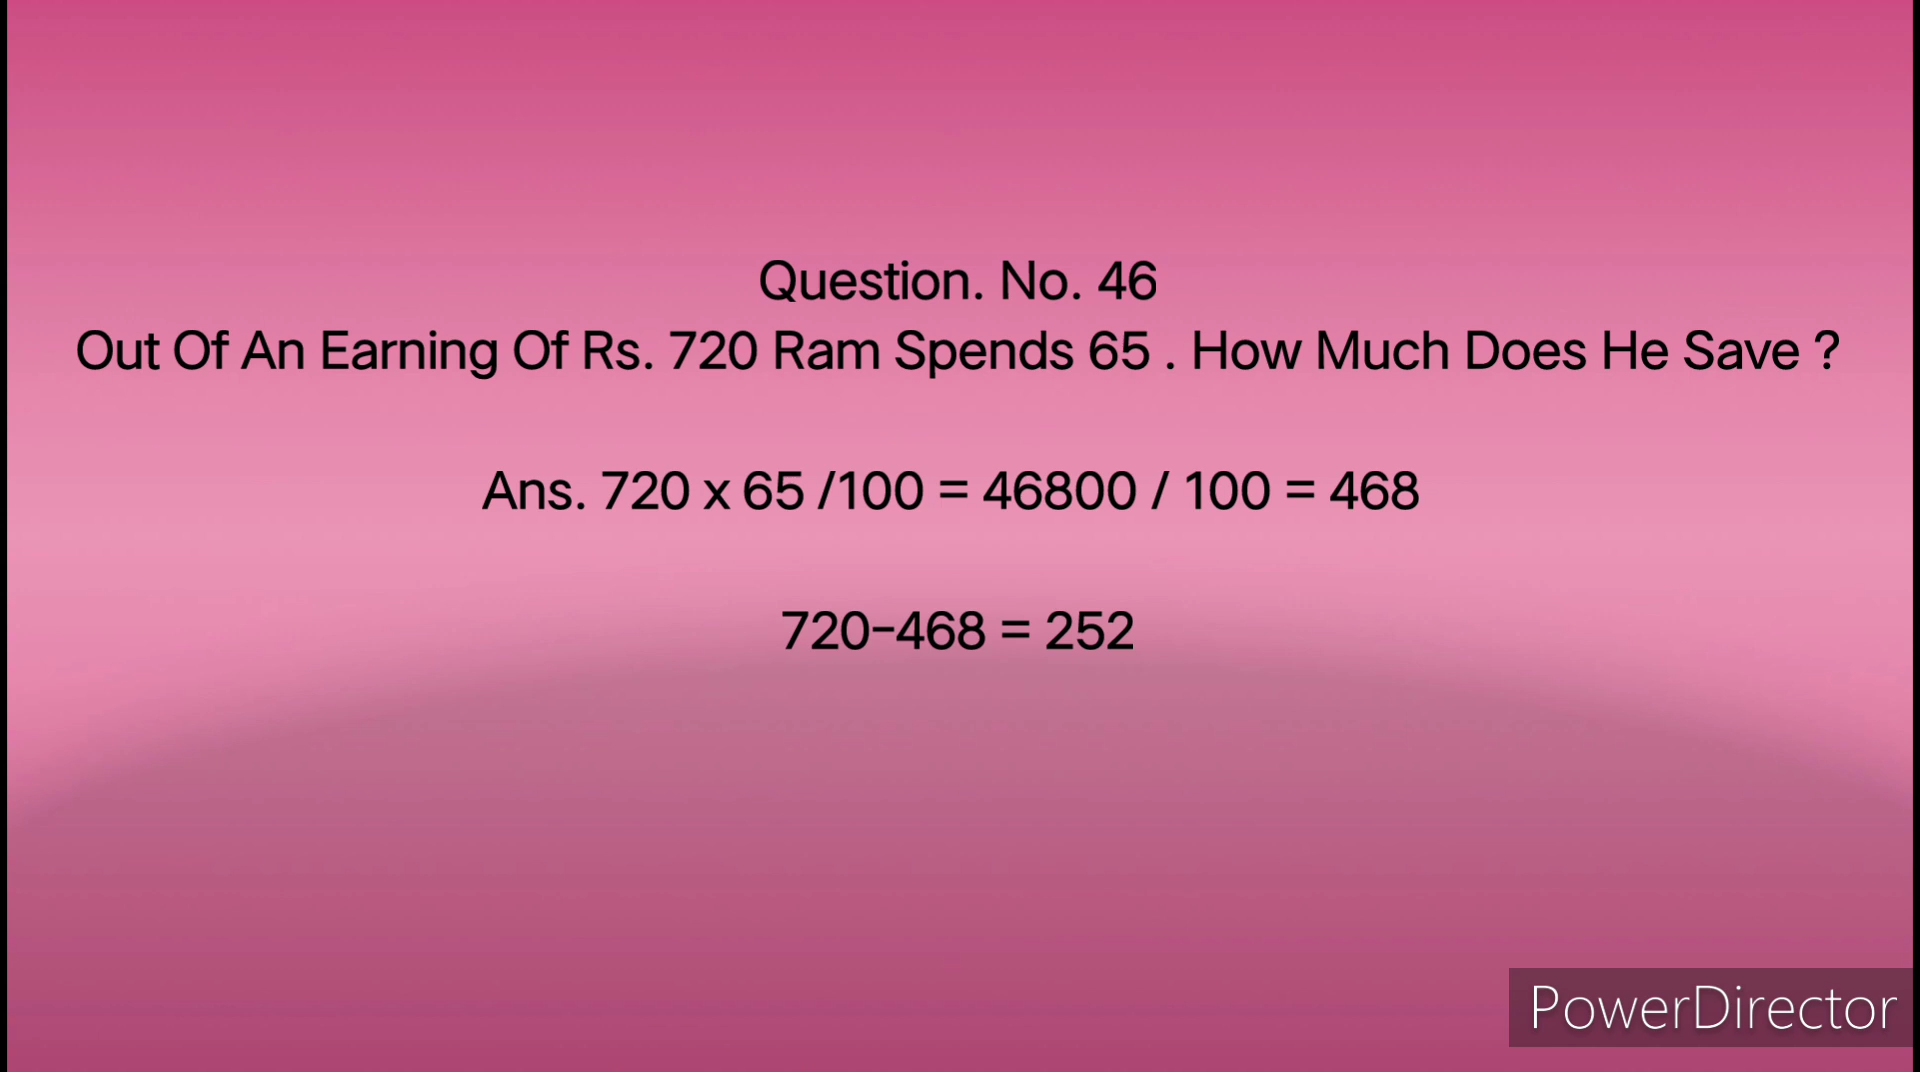 Question. No. 46
Out Of An Earning Of Rs. 720 Ram Spends 65 . How Much Does He Save ?
Ans. 720 x 65 /100 = 46800 / 100 = 468
720-468 = 252
PowerDirector